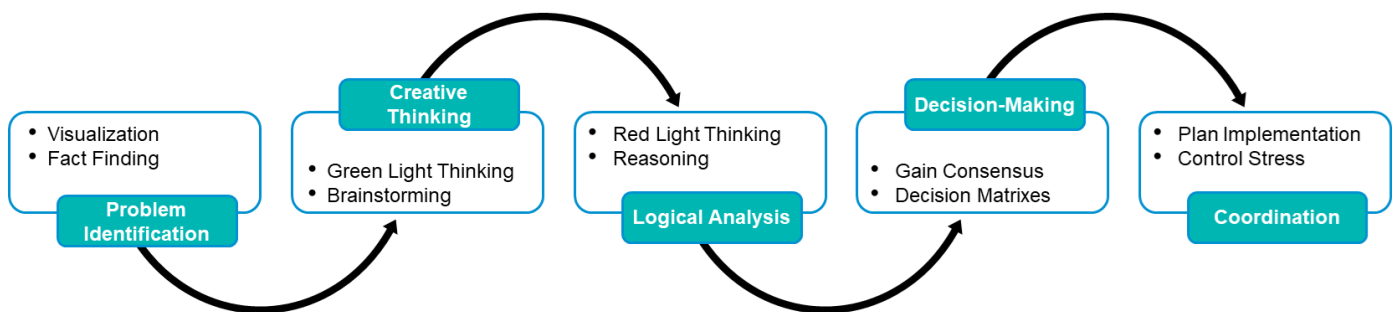 • Visualization
• Fact Finding
Problem
Identification
Creative
Thinking
• Green Light Thinking
• Brainstorming
• Red Light Thinking
• Reasoning
Logical Analysis
Decision-Making
• Gain Consensus
• Decision Matrixes
• Plan Implementation
• Control Stress
Coordination